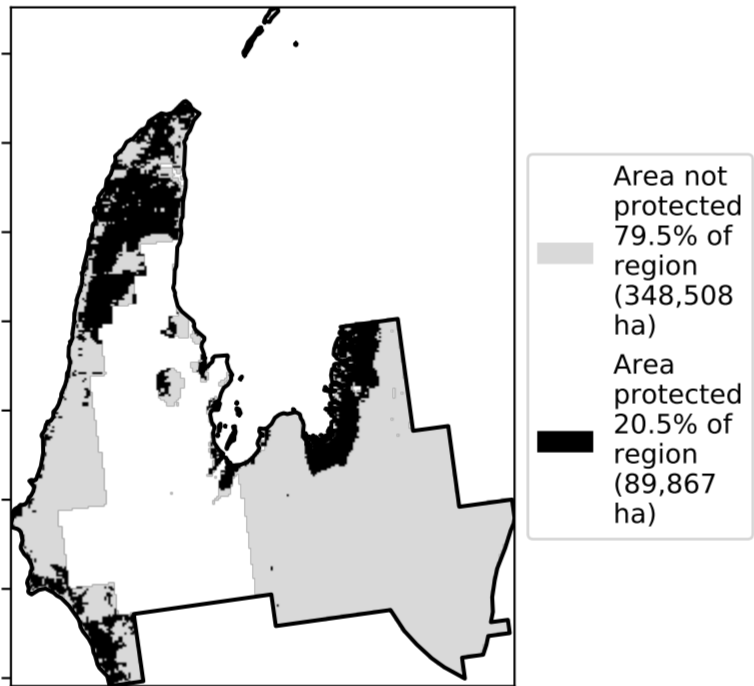 Area not
protected
79.5% of
region
(348,508
ha)
Area
protected
20.5% of
region
(89,867
ha)